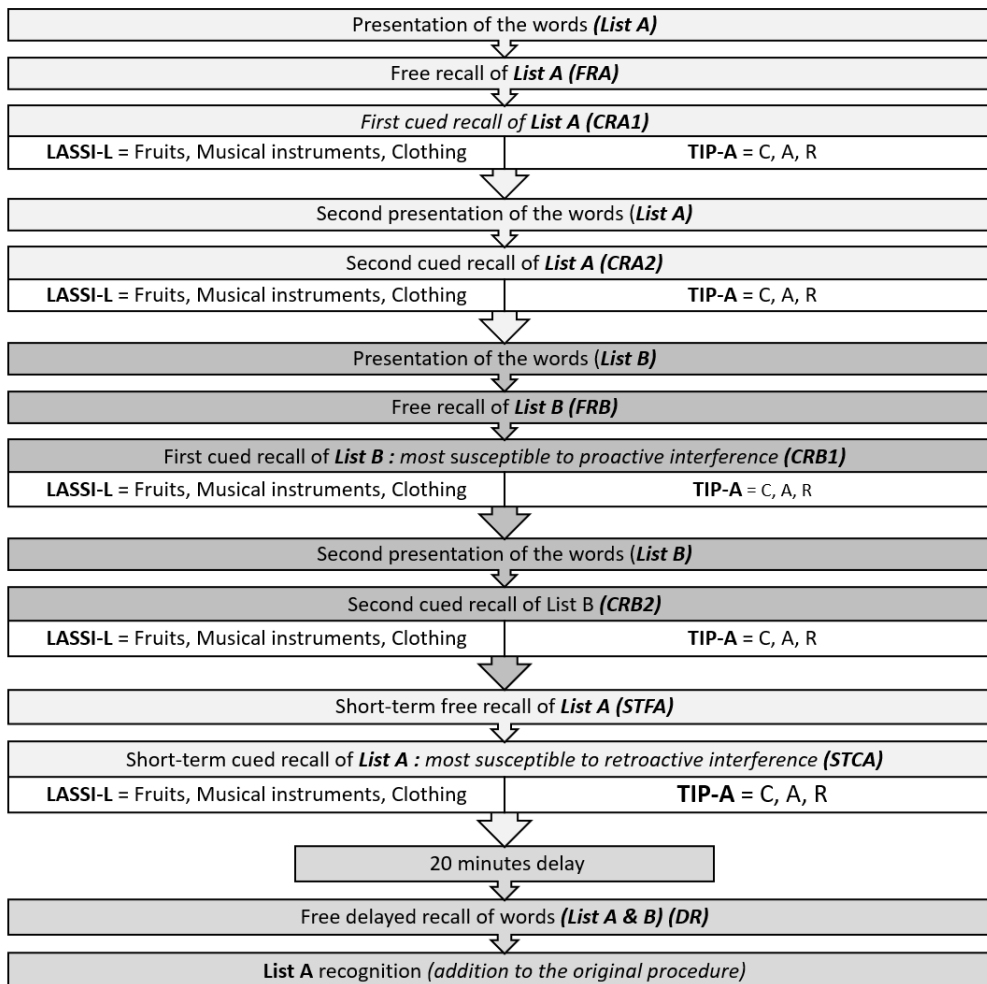 Presentation of the words (List A)
Free recall of List A (FRA)
First cued recall of List A (CRA1)
LASSI-L = Fruits, Musical instruments, Clothing
TIP-A = C, A, R
Second presentation of the words (List A)
Second cued recall of List A (CRA2)
LASSI-L = Fruits, Musical instruments, Clothing
TIP-A = C, A, R
Presentation of the words (List B)
Free recall of List B (FRB)
First cued recall of List B : most susceptible to proactive interference (CRB1)
LASSI-L = Fruits, Musical instruments, Clothing
TIP-A = C, A, R
Second presentation of the words (List B)
Second cued recall of List B (CRB2)
LASSI-L = Fruits, Musical instruments, Clothing
TIP-A = C, A, R
Short-term free recall of List A (STFA)
Short-term cued recall of List A : most susceptible to retroactive interference (STCA)
LASSI-L = Fruits, Musical instruments, Clothing
TIP-A = C, A, R
20 minutes delay
Free delayed recall of words (List A & B) (DR)
List A recognition (addition to the original procedure)